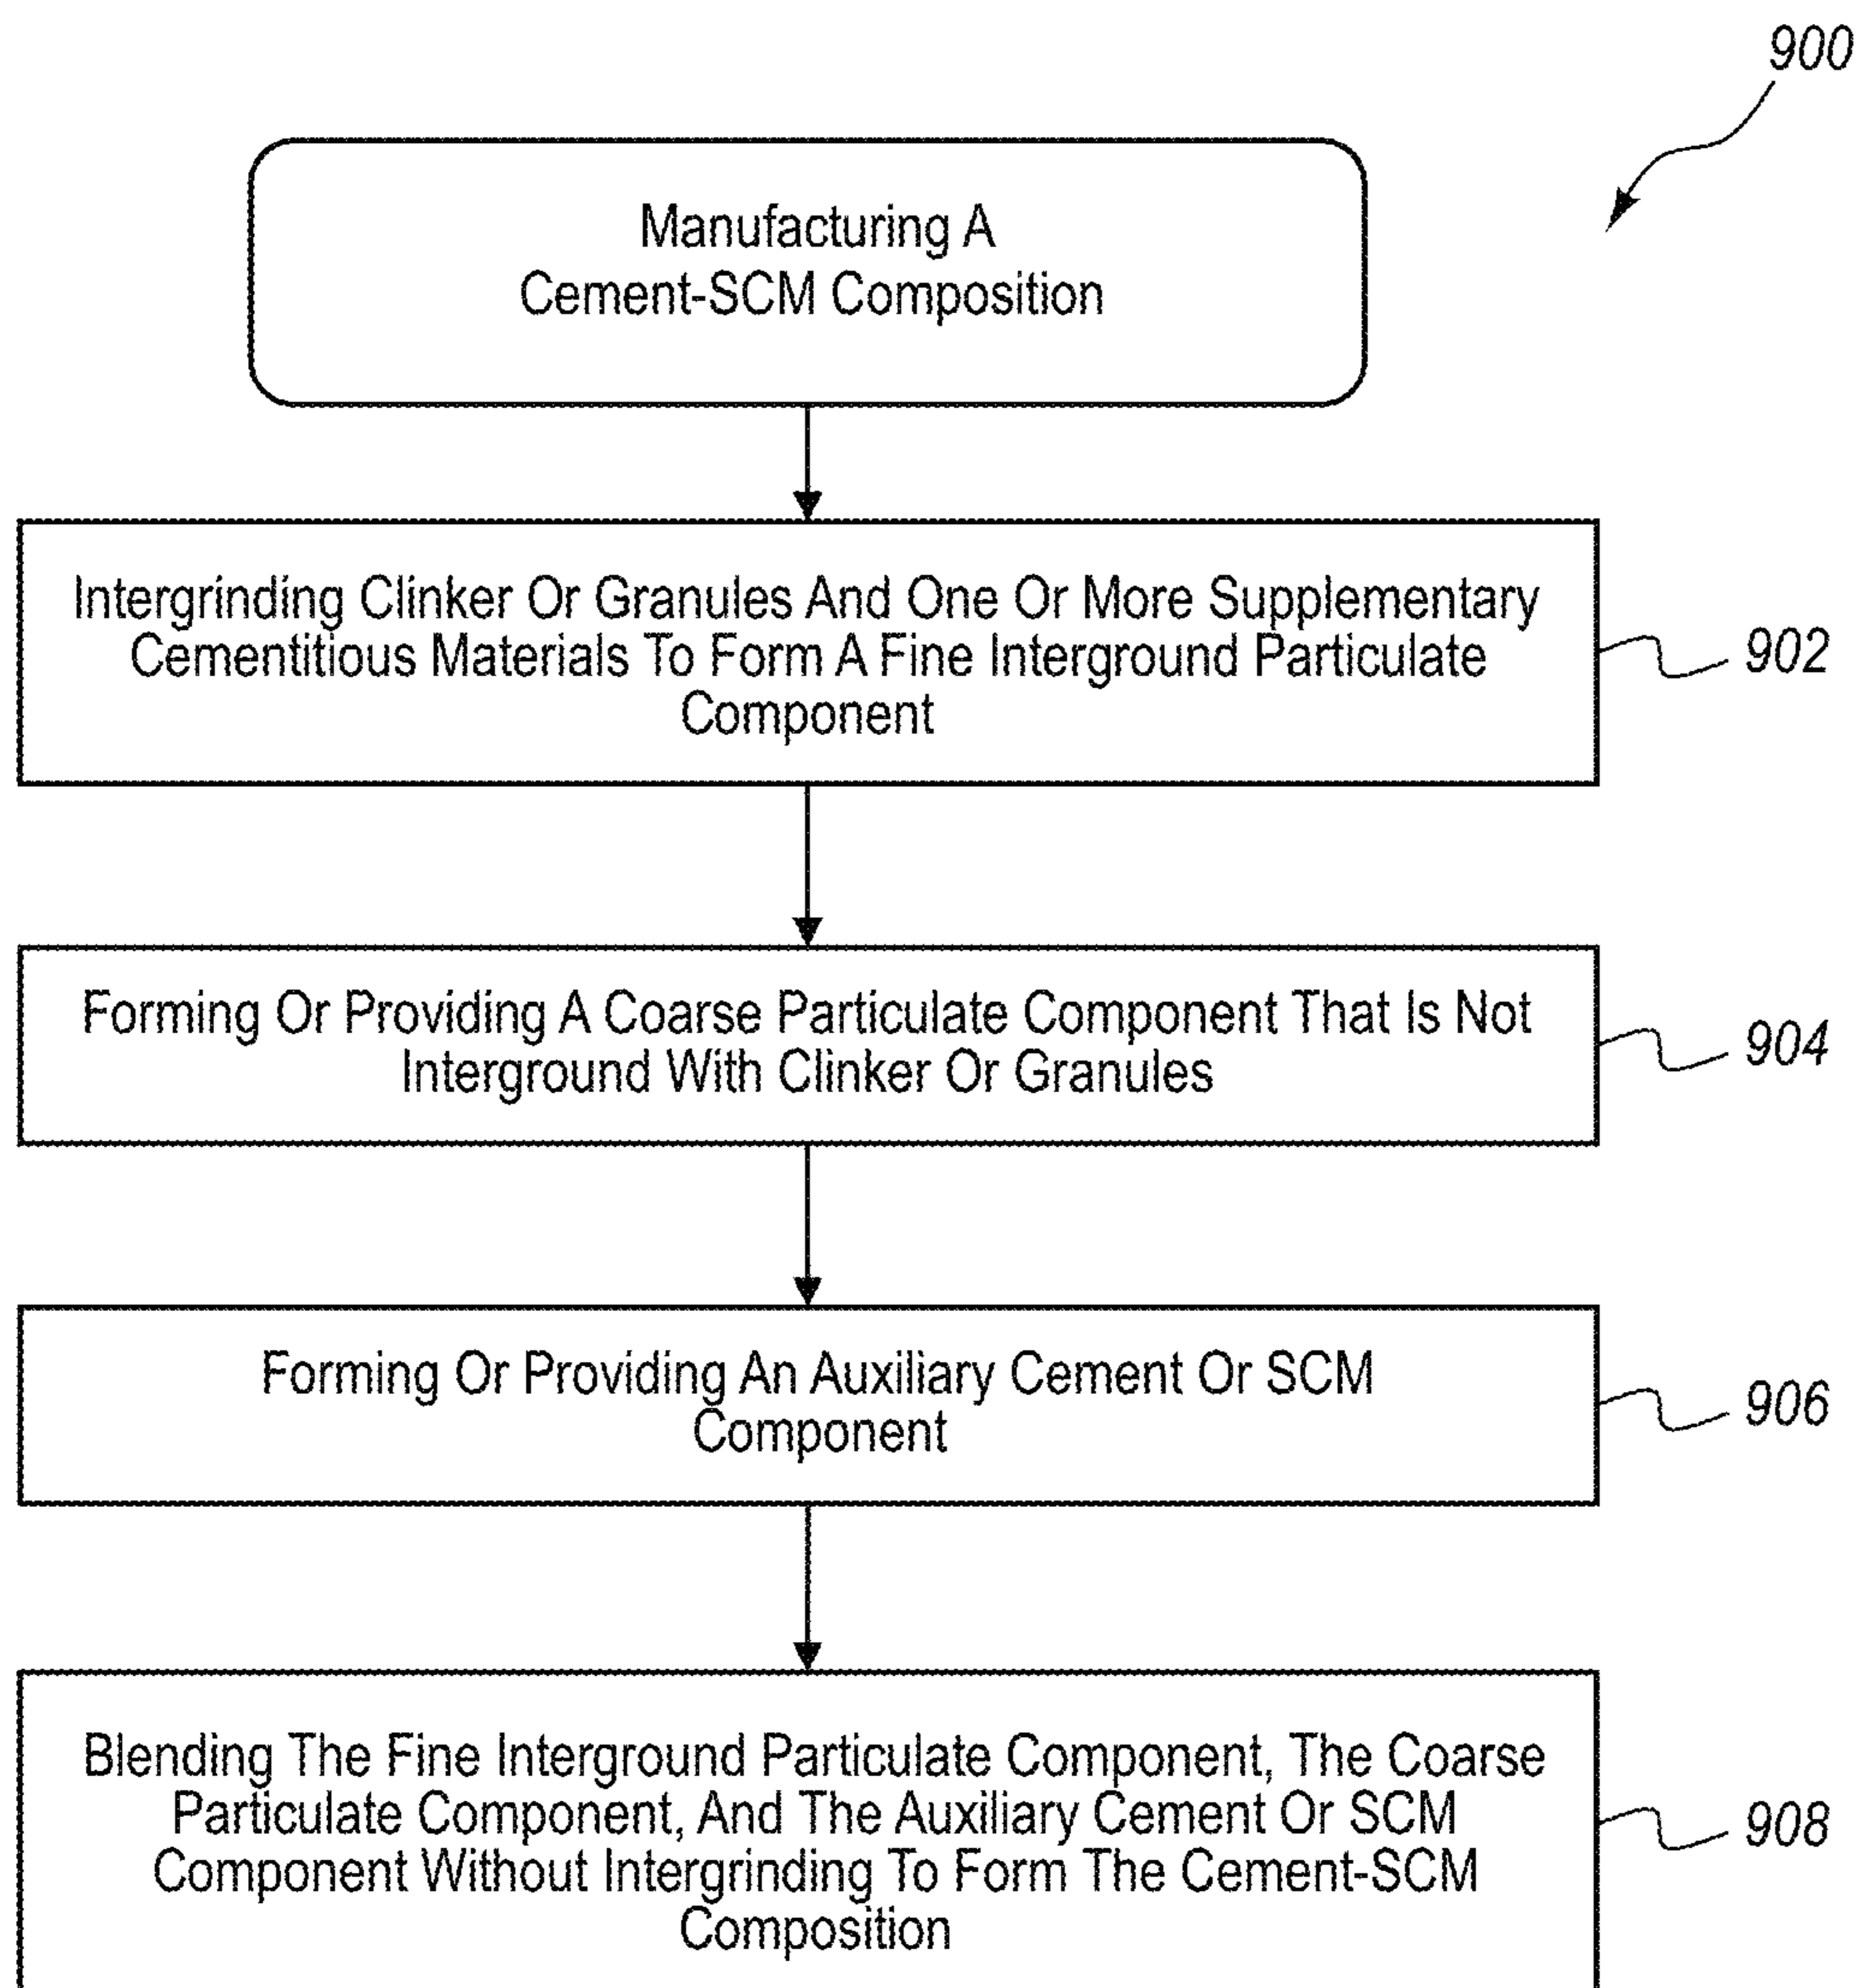 900
Manufacturing A
Cement-SCM Composition
Intergrinding Clinker Or Granules And One Or More Supplementary
Cementitious Materials To Form A Fine Interground Particulate
Component
902
Forming Or Providing A Coarse Particulate Component That Is Not
Interground With Clinker Or Granules
904
Forming Or Providing An Auxiliary Cement Or SCM
Component
906
Blending The Fine Interground Particulate Component, The Coarse
Particulate Component, And The Auxiliary Cement Or SCM
Component Without Intergrinding To Form The Cement-SCM
Composition
908